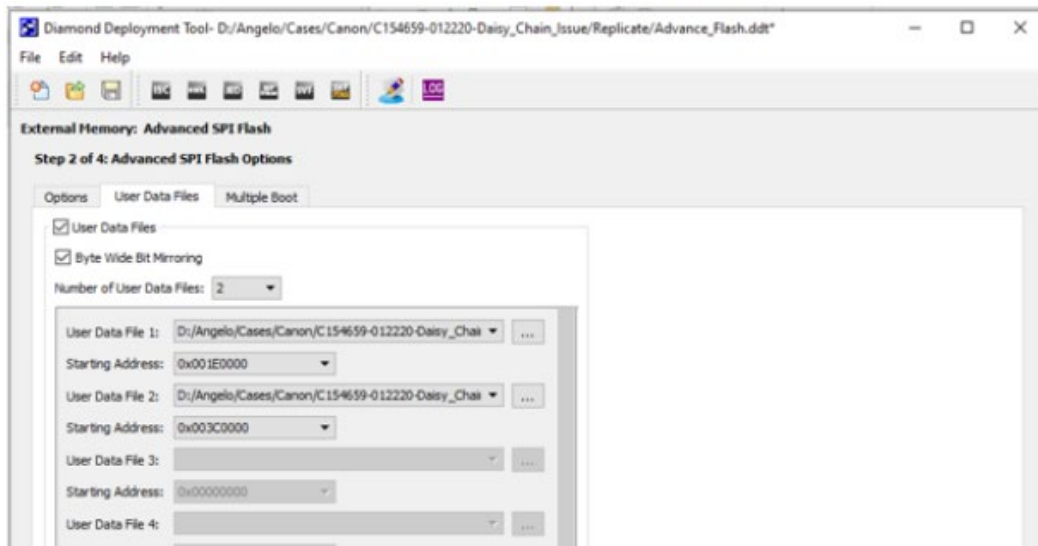 Diamond Deployment Tool- D:/Angelo/Cases/Canon/C154659-012220-Daisy_Chain_Issue/Replicate/Advance_Flash.ddt*
File Edit Help
LOG
External Memory: Advanced SPI Flash
Step 2 of 4: Advanced SPI Flash Options
Options User Data Files Multiple Boot
User Data Files
Byte Wide Bit Mirroring
Number of User Data Files: 2
User Data File 1: D:/Angelo/Cases/Canon/C154659-012220-Daisy_Chai ...
Starting Address: 0x001E0000
User Data File 2: D:/Angelo/Cases/Canon/C154659-012220-Daisy_Chai ...
Starting Address: 0x003C0000
User Data File 3: ...
Starting Address: 0x00000000
User Data File 4: ...